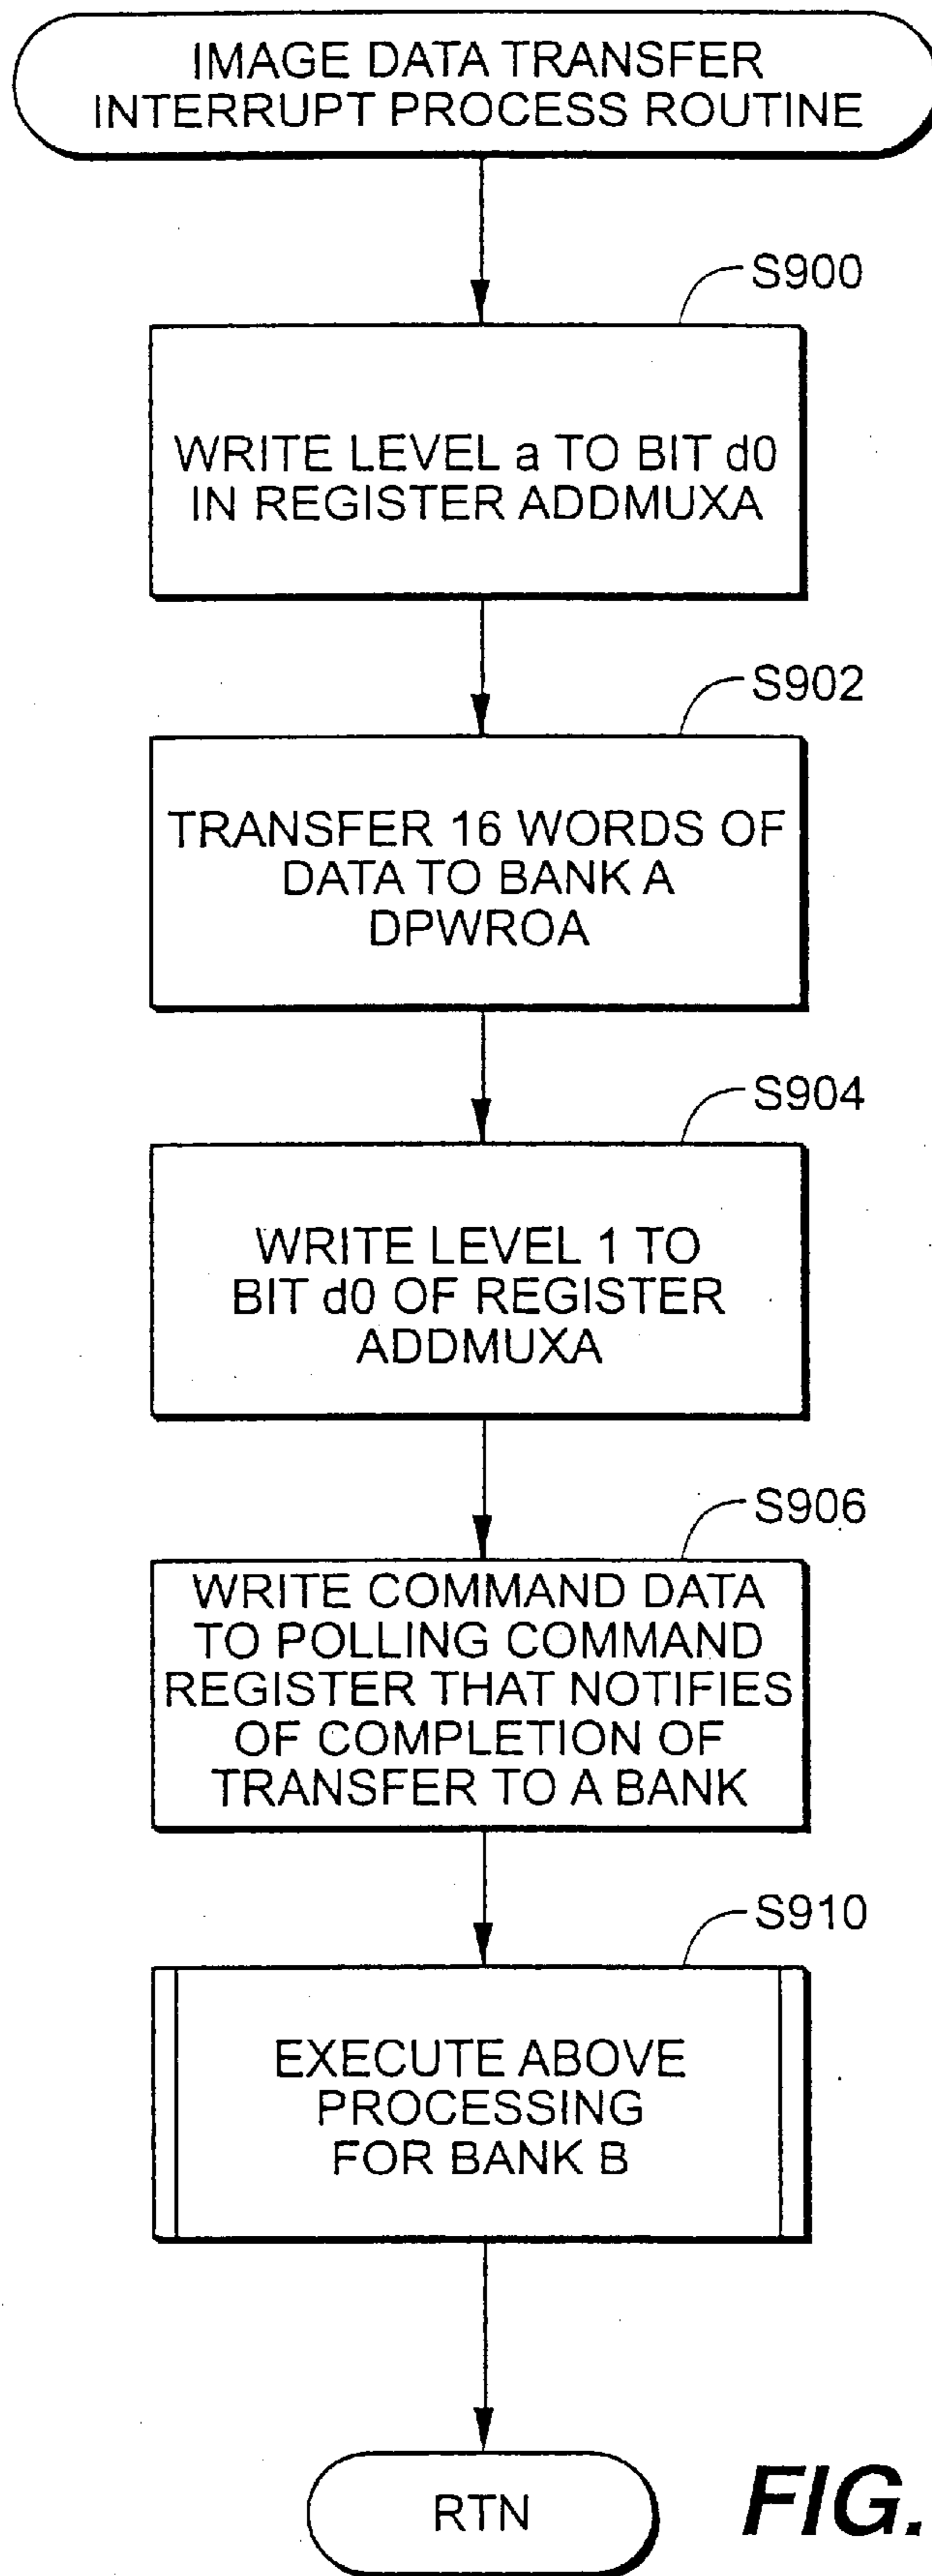 IMAGE DATA TRANSFER
INTERRUPT PROCESS ROUTINE
S900
WRITE LEVEL a TO BIT d0
IN REGISTER ADDMUXA
S902
TRANSFER 16 WORDS OF
DATA TO BANK A
DPWROA
S904
WRITE LEVEL 1 TO
BIT d0 OF REGISTER
ADDMUXA
S906
WRITE COMMAND DATA
TO POLLING COMMAND
REGISTER THAT NOTIFIES
OF COMPLETION OF
TRANSFER TO A BANK
S910
EXECUTE ABOVE
PROCESSING
FOR BANK B
RTN
FIG.